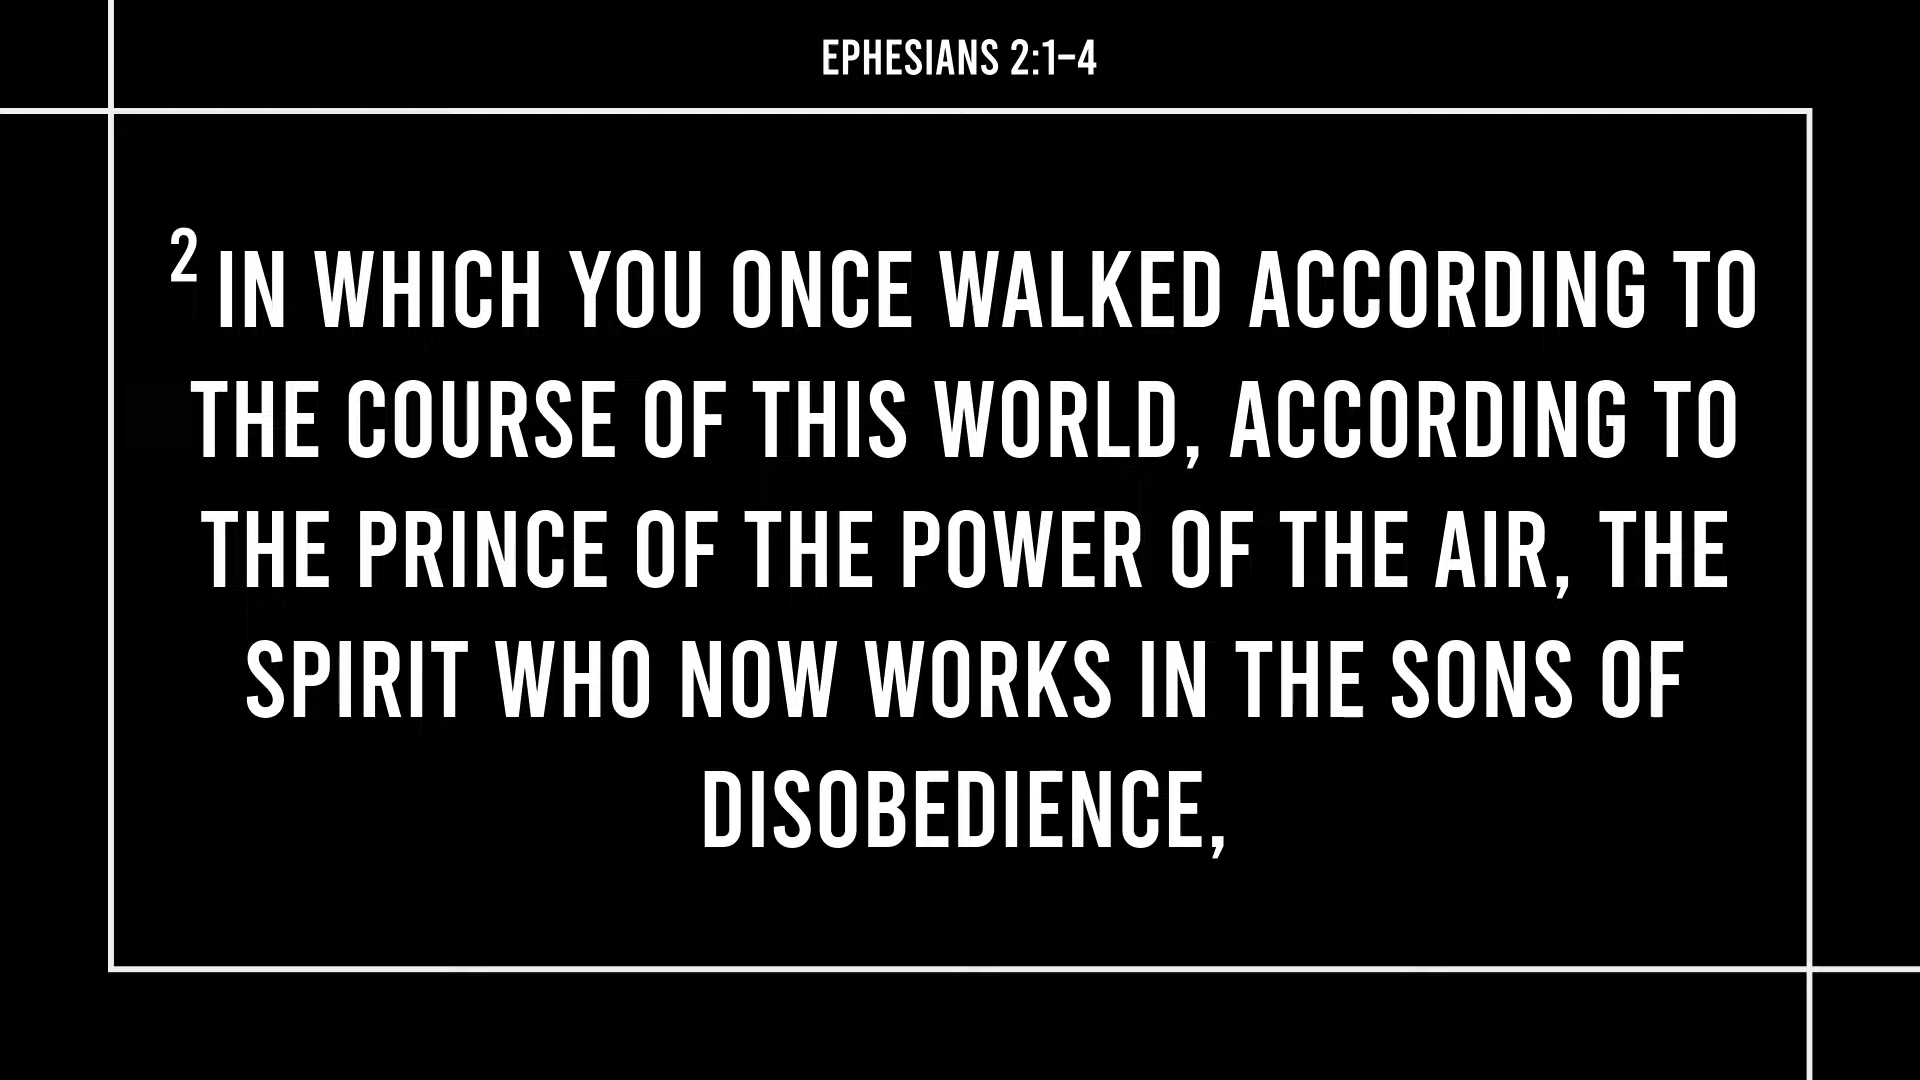 EPHESIANS 2:1–4
2 IN WHICH YOU ONCE WALKED ACCORDING TO
THE COURSE OF THIS WORLD, ACCORDING TO
THE PRINCE OF THE POWER OF THE AIR, THE
SPIRIT WHO NOW WORKS IN THE SONS OF
DISOBEDIENCE,